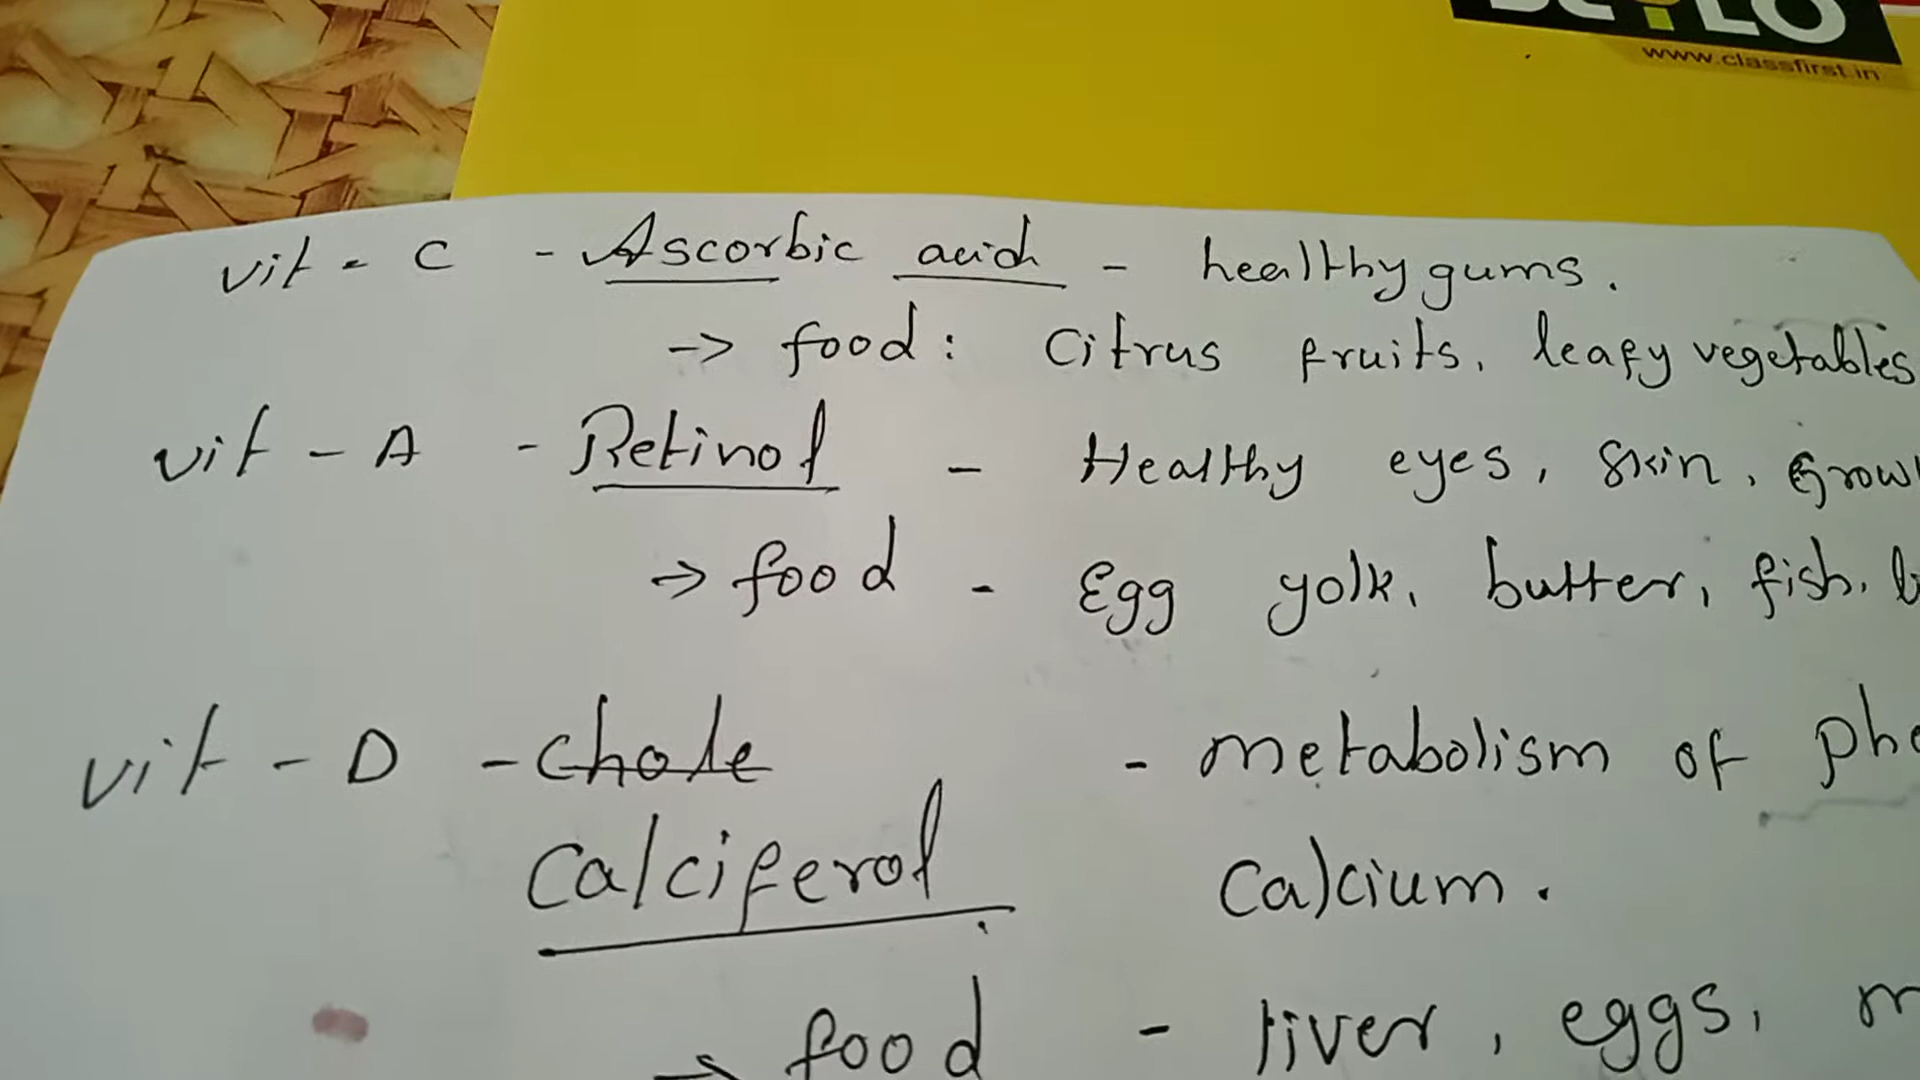 www.classfirst.in
vit - C - Ascorbic acid - healthy gums.
-> food: Citrus fruits, leafy vegetables
vit - A - Retinol - Healthy eyes, skin,
-> food - Egg yolk, butter, fish,
vit - D - chole - metabolism of
Calciferol calcium.
-> food - liver, eggs,